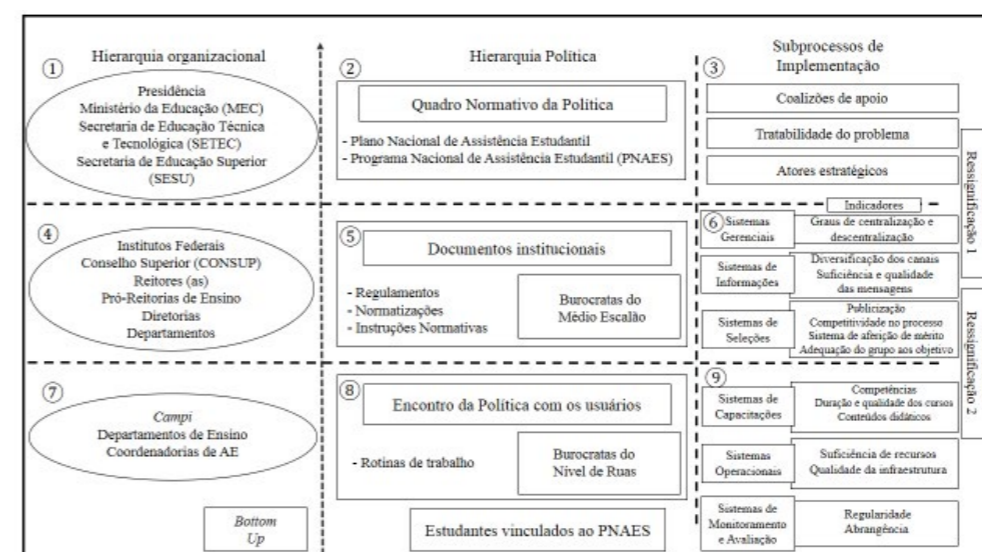 Hierarquia organizacional
1
Presidência
Ministério da Educação (MEC)
Secretaria de Educação Técnica
e Tecnológica (SETEC)
Secretaria de Educação Superior
(SESU)
Hierarquia Política
2
Quadro Normativo da Política
- Plano Nacional de Assistência Estudantil
- Programa Nacional de Assistência Estudantil (PNAES)
Subprocessos de
Implementação
3
Coalizões de apoio
Tratabilidade do problema
Atores estratégicos
Ressignificação 1
4
Institutos Federais
Conselho Superior (CONSUP)
Reitores (as)
Pró-Reitorias de Ensino
Diretorias
Departamentos
5
Documentos institucionais
- Regulamentos
- Normatizações
- Instruções Normativas
Burocratas do
Médio Escalão
Indicadores
6
Sistemas
Gerenciais
Graus de centralização e
descentralização
Sistemas de
Informações
Diversificação dos canais
Suficiência e qualidade
das mensagens
Sistemas de
Seleções
Publicização
Competitividade no processo
Sistema de aferição de mérito
Adequação do grupo aos objetivo
Ressignificação 2
7
Campi
Departamentos de Ensino
Coordenadorias de AE
Bottom
Up
8
Encontro da Política com os usuários
- Rotinas de trabalho
Burocratas do
Nível de Ruas
Estudantes vinculados ao PNAES
9
Sistemas de
Capacitações
Competências
Duração e qualidade dos cursos
Conteúdos didáticos
Sistemas
Operacionais
Suficiência de recursos
Qualidade da infraestrutura
Sistemas de
Monitoramento
e Avaliação
Regularidade
Abrangência